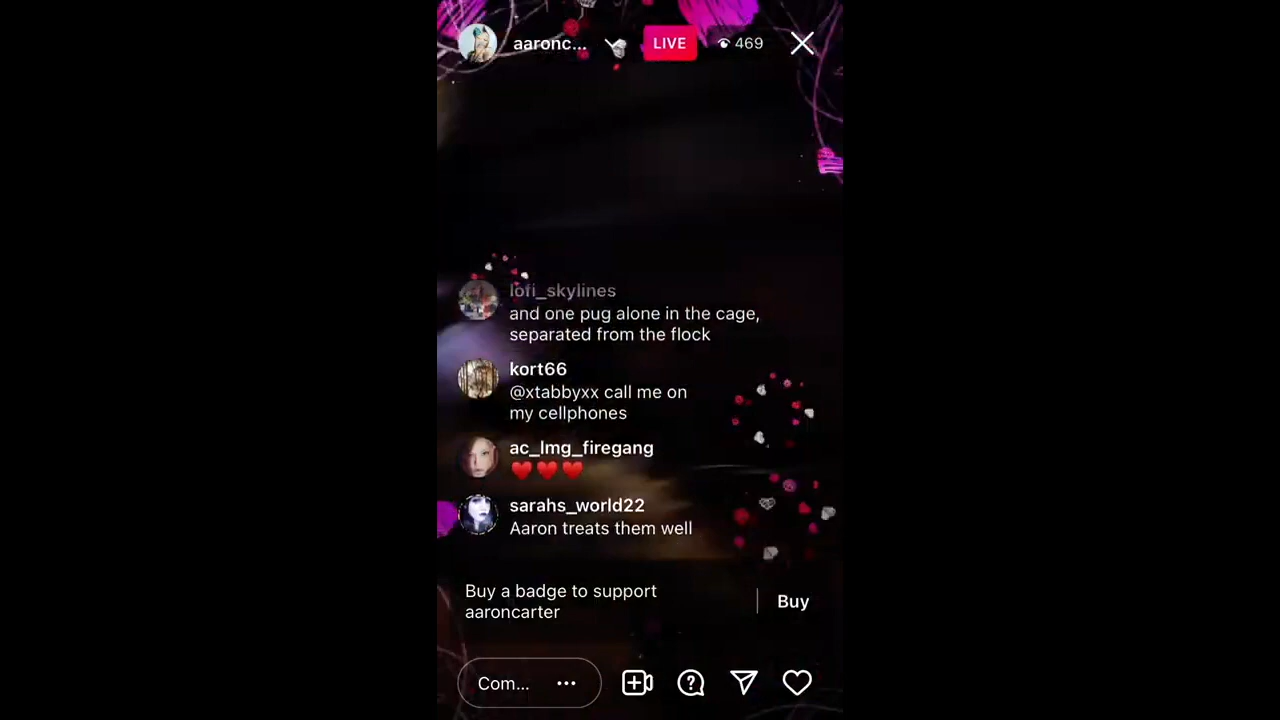 aaronc...
LIVE
469
lofi_skylines
and one pug alone in the cage,
separated from the flock
kort66
@xtabbyxx call me on
my cellphones
ac_lmg_firegang
❤️❤️❤️
sarahs_world22
Aaron treats them well
Buy a badge to support
aaroncarter
Buy
Com...